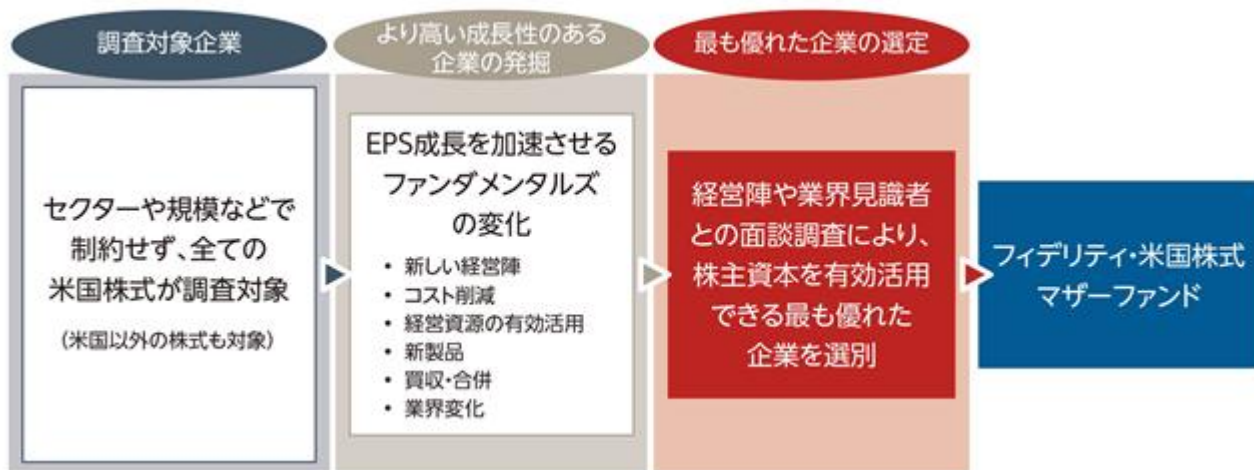 調査対象企業
セクターや規模などで
制約せず、全ての
米国株式が調査対象
(米国以外の株式も対象)
より高い成長性のある
企業の発掘
EPS成長を加速させる
ファンダメンタルズ
の変化
• 新しい経営陣
• コスト削減
• 経営資源の有効活用
• 新製品
• 買収・合併
• 業界変化
最も優れた企業の選定
経営陣や業界見識者
との面談調査により、
株主資本を有効活用
できる最も優れた
企業を選別
フィデリティ・米国株式
マザーファンド